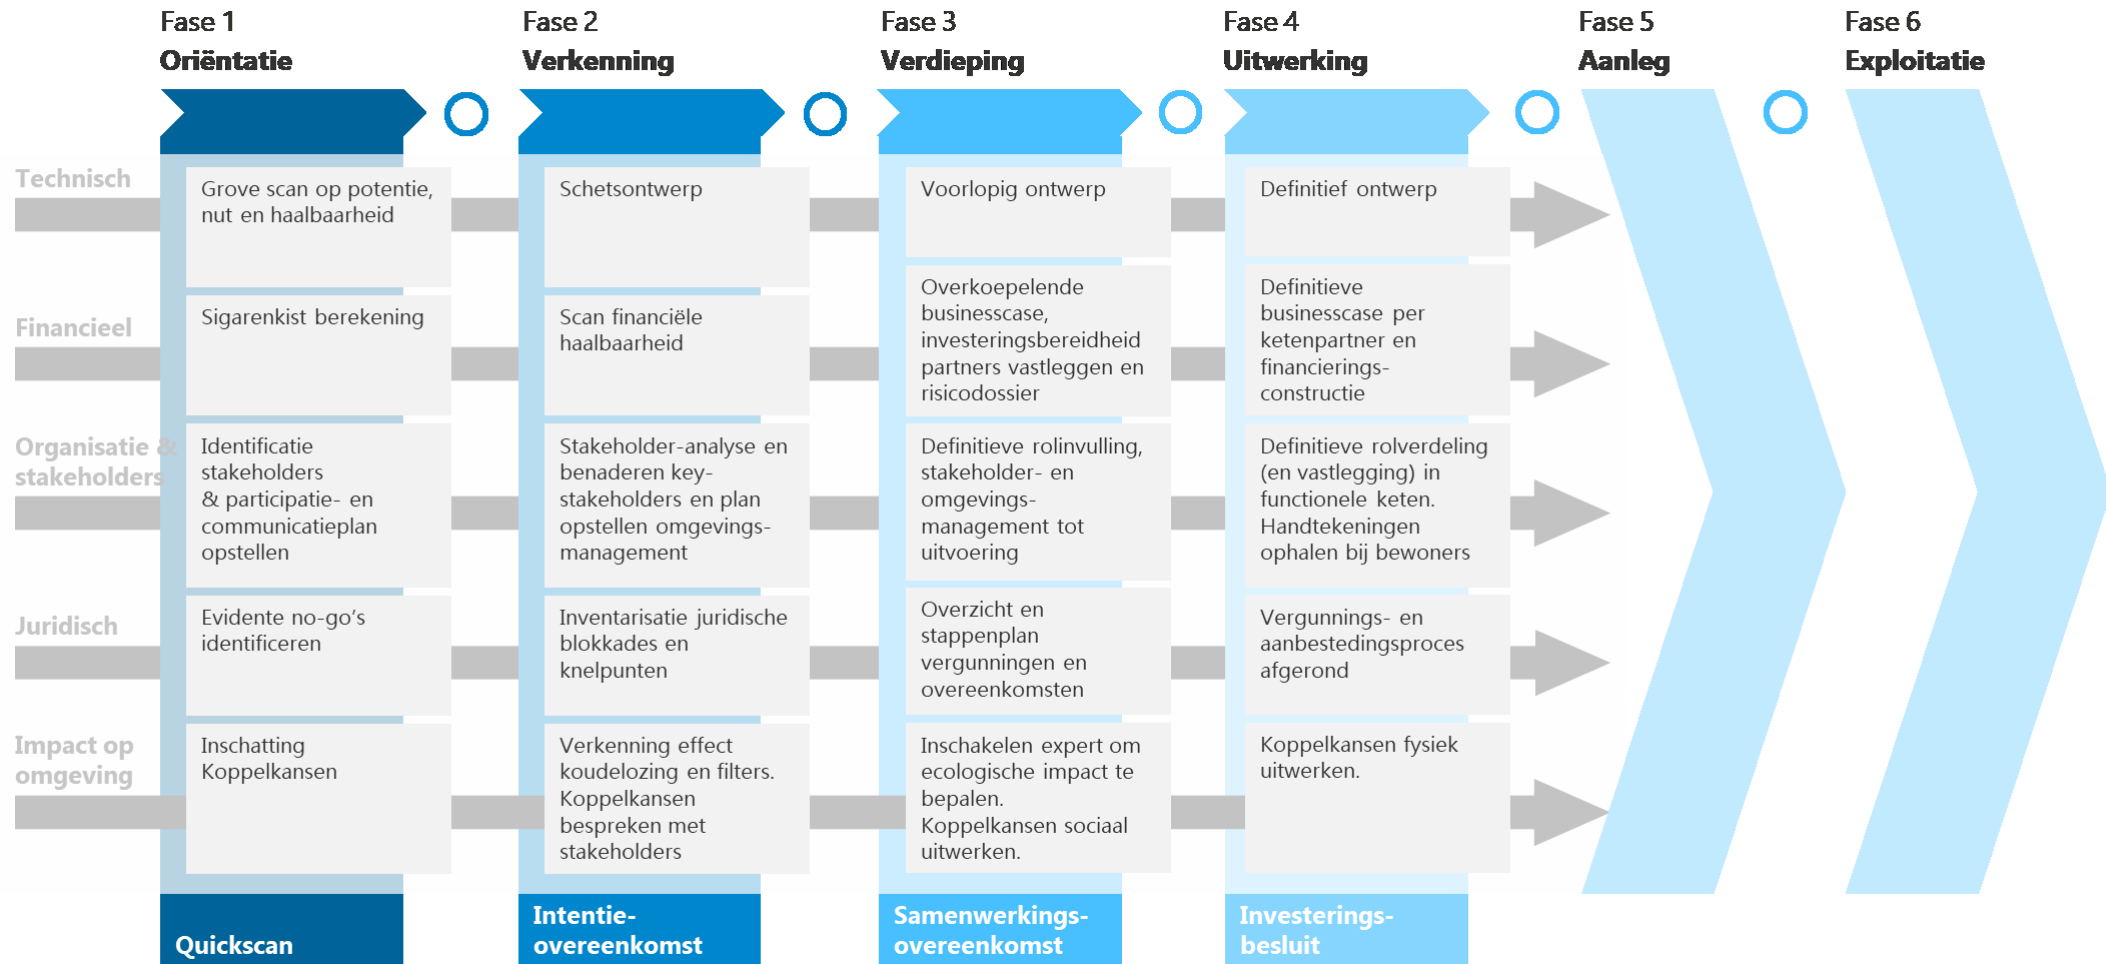 Fase 1
Oriëntatie
Fase 2
Verkenning
Fase 3
Verdieping
Fase 4
Uitwerking
Fase 5
Aanleg
Fase 6
Exploitatie
Technisch
Grove scan op potentie,
nut en haalbaarheid
Schetsontwerp
Voorlopig ontwerp
Definitief ontwerp
Financieel
Sigarenkist berekening
Scan financiële
haalbaarheid
Overkoepelende
businesscase,
investeringsbereidheid
partners vastleggen en
risicodossier
Definitieve
businesscase per
ketenpartner en
financierings-
constructie
Organisatie &
stakeholders
Identificatie
stakeholders
& participatie- en
communicatieplan
opstellen
Stakeholder-analyse en
benaderen key-
stakeholders en plan
opstellen omgevings-
management
Definitieve rolinvulling,
stakeholder- en
omgevings-
management tot
uitvoering
Definitieve rolverdeling
(en vastlegging) in
functionele keten.
Handtekeningen
ophalen bij bewoners
Juridisch
Evidente no-go’s
identificeren
Inventarisatie juridische
blokkades en
knelpunten
Overzicht en
stappenplan
vergunningen en
overeenkomsten
Vergunnings- en
aanbestedingsproces
afgerond
Impact op
omgeving
Inschatting
Koppelkansen
Verkenning effect
koudelozing en filters.
Koppelkansen
bespreken met
stakeholders
Inschakelen expert om
ecologische impact te
bepalen.
Koppelkansen sociaal
uitwerken.
Koppelkansen fysiek
uitwerken.
Quickscan
Intentie-
overeenkomst
Samenwerkings-
overeenkomst
Investerings-
besluit